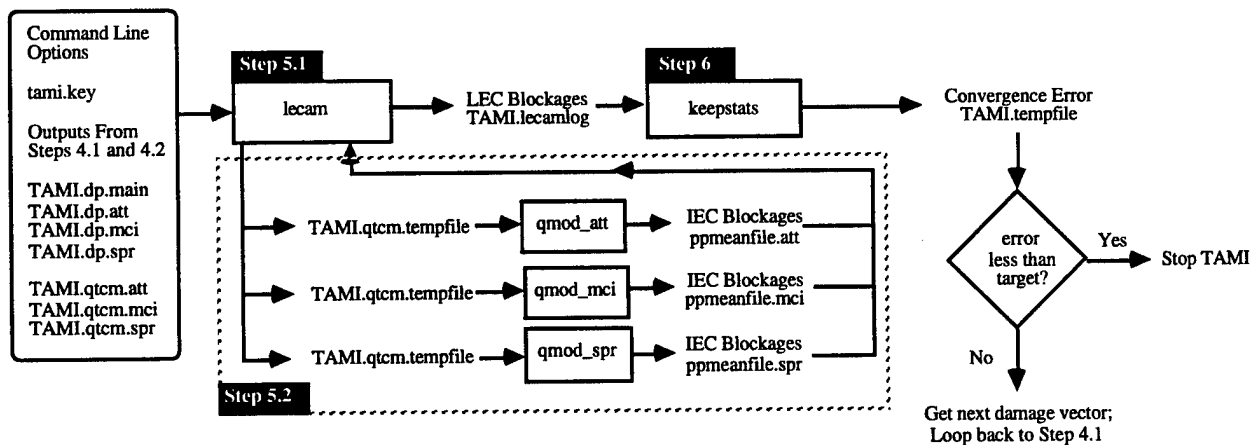 Command Line
Options
tami.key
Outputs From
Steps 4.1 and 4.2
TAMI.dp.main
TAMI.dp.att
TAMI.dp.mci
TAMI.dp.spr
TAMI.qtcm.att
TAMI.qtcm.mci
TAMI.qtcm.spr
Step 5.1
lecam
LEC Blockages
TAMI.lecamlog
Step 6
keepstats
Convergence Error
TAMI.tempfile
TAMI.qtcm.tempfile
qmod_att
IEC Blockages
ppmeanfile.att
TAMI.qtcm.tempfile
qmod_mci
IEC Blockages
ppmeanfile.mci
TAMI.qtcm.tempfile
qmod_spr
IEC Blockages
ppmeanfile.spr
Step 5.2
error
less than
target?
Yes
Stop TAMI
No
Get next damage vector;
Loop back to Step 4.1